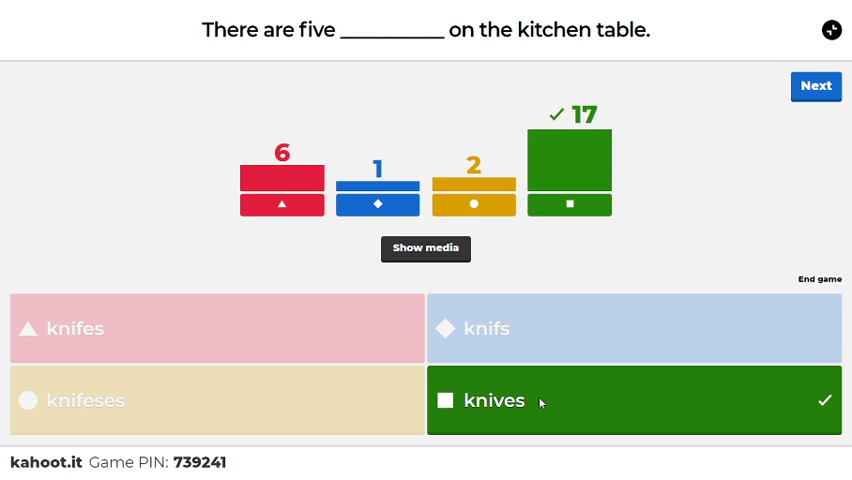 There are five __________ on the kitchen table.
Next
6
1
2
17
Show media
End game
knifes
knifs
knifeses
knives
kahoot.it Game PIN: 739241